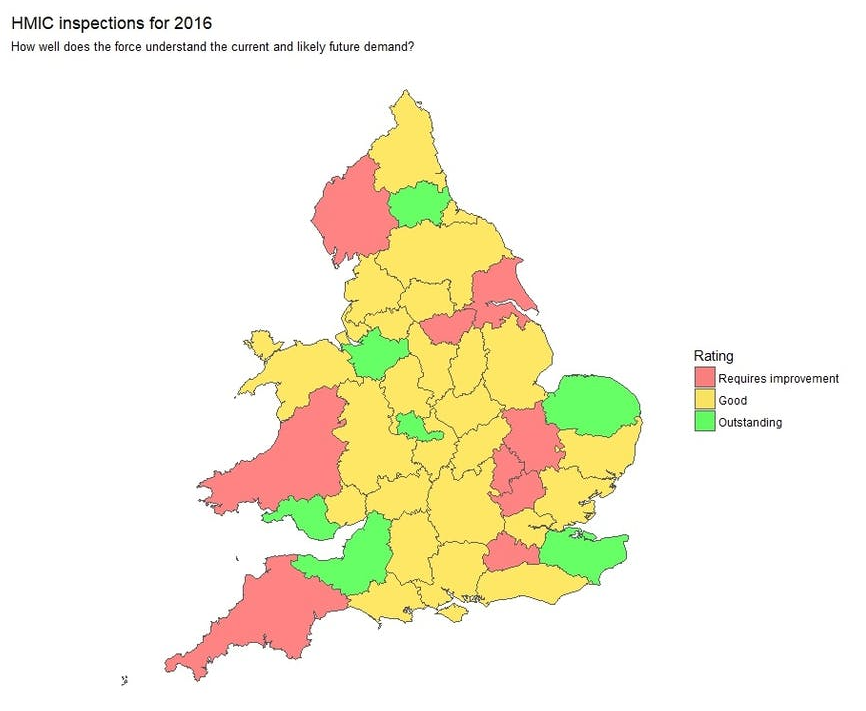 HMIC inspections for 2016
How well does the force understand the current and likely future demand?
Rating
Requires improvement
Good
Outstanding